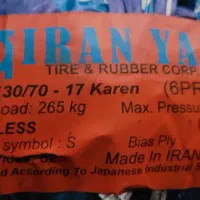 IRAN YA
TIRE & RUBBER CORP
130/70 - 17 Karen (6PR
oad: 265 kg Max. Pressu
LESS
symbol : S Bias Ply
Made in IRAN
d According To Japanese Industrial S